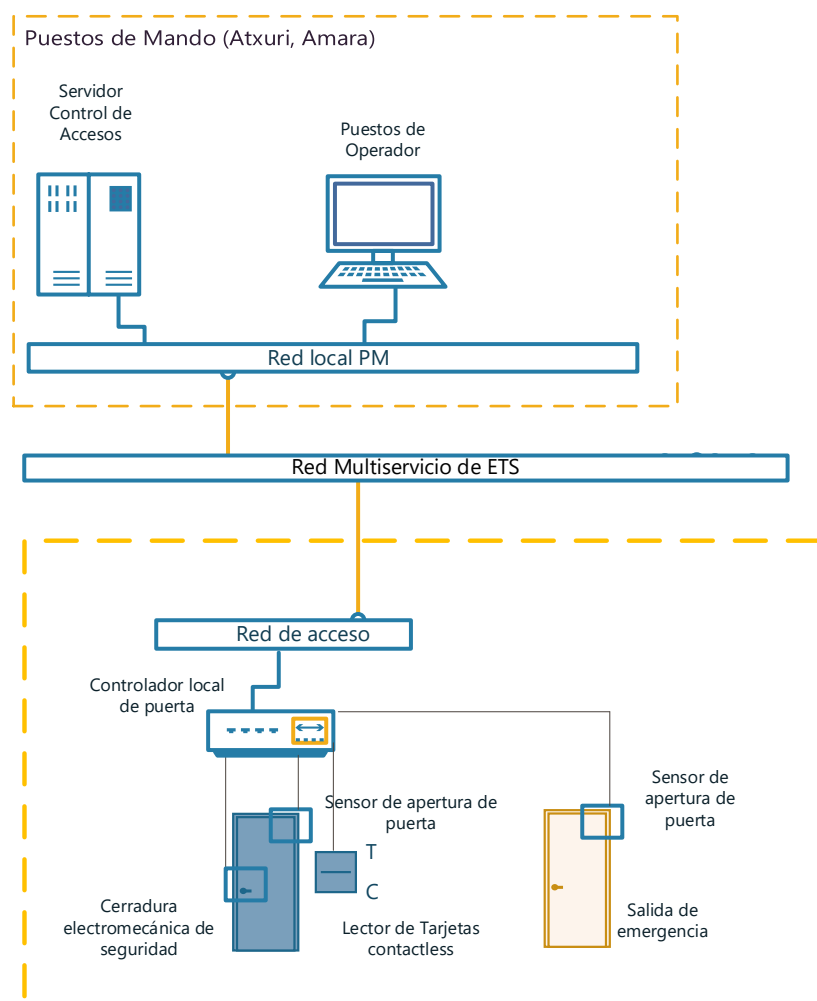 Puestos de Mando (Atxuri, Amara)
Servidor
Control de
Accesos
Puestos de
Operador
Red local PM
Red Multiservicio de ETS
Red de acceso
Controlador local
de puerta
Sensor de apertura de
puerta
Sensor de
apertura de
puerta
T
C
Cerradura
electromecánica de
seguridad
Lector de Tarjetas
contactless
Salida de
emergencia